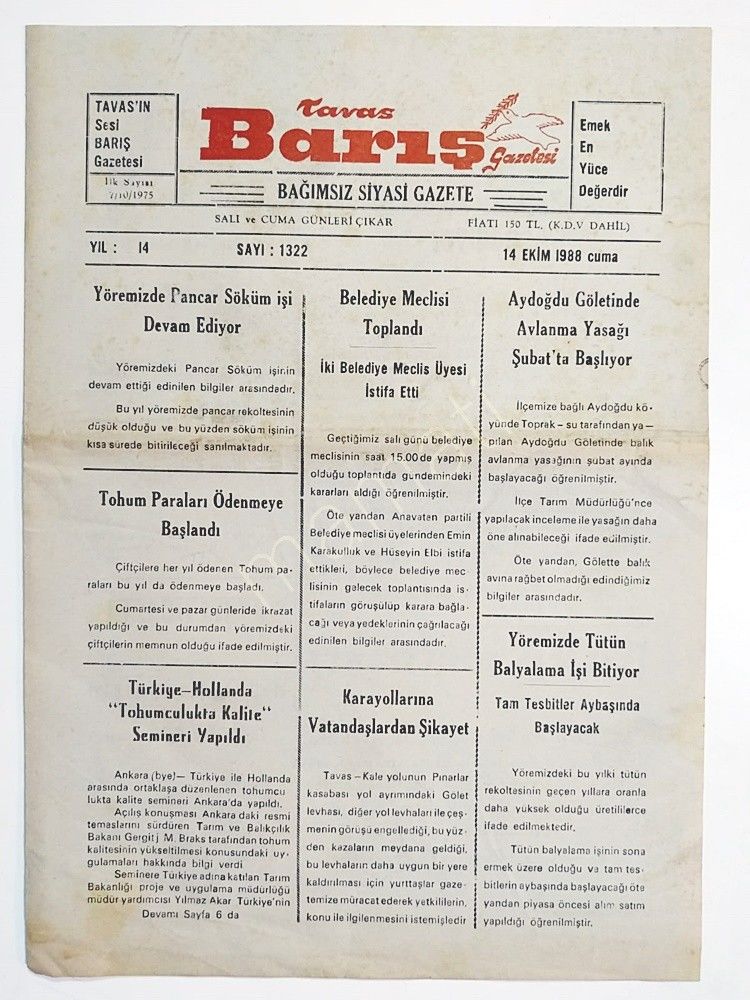 TAVAS'IN
Sesi
BARIŞ
Gazetesi
İlk Sayısı
7/10/1975
Tavas
Barış
Gazetesi
BAĞIMSIZ SİYASİ GAZETE
Emek
En
Yüce
Değerdir
SALI ve CUMA GÜNLERİ ÇIKAR
FİATI 150 TL. (K.D.V DAHİL)
YIL : 14
SAYI : 1322
14 EKİM 1988 cuma
Yöremizde Pancar Söküm işi
Devam Ediyor
Yöremizdeki Pancar Söküm işinin
devam ettiği edinilen bilgiler arasındadır.
Bu yıl yöremizde pancar rekoltesinin
düşük olduğu ve bu yüzden söküm işinin
kısa sürede bitirileceği sanılmaktadır.
Tohum Paraları Ödenmeye
Başlandı
Çiftçilere her yıl ödenen Tohum pa-
raları bu yıl da ödenmeye başladı.
Cumartesi ve pazar günleride ikrazat
yapıldığı ve bu durumdan yöremizdeki
çiftçilerin memnun olduğu ifade edilmiştir.
Türkiye—Hollanda
"Tohumculukta Kalite"
Semineri Yapıldı
Ankara (bye)— Türkiye ile Hollanda
arasında ortaklaşa düzenlenen tohumcu
lukta kalite semineri Ankara'da yapıldı.
Açılış konuşması Ankara daki resmi
temaslarını sürdüren Tarım ve Balıkçılık
Bakanı Gergitj M. Braks tarafından tohum
kalitesinin yükseltilmesi konusundaki uy-
gulamaları hakkında bilgi verdi
Seminere Türkiye adına katılan Tarım
Bakanlığı proje ve uygulama müdürlüğü
müdür yardımcısı Yılmaz Akar Türkiye'nin
Devamı Sayfa 6 da
Belediye Meclisi
Toplandı
İki Belediye Meclis Üyesi
İstifa Etti
Geçtiğimiz salı günü belediye
meclisinin saat 15.00 de yapmış
olduğu toplantıda gündemindeki
kararları aldığı öğrenilmiştir.
Öte yandan Anavatan partili
Belediye meclisi üyelerinden Emin
Karakulluk ve Hüseyin Elbi istifa
ettikleri, böylece belediye mec
lisinin gelecek toplantısında is-
tifaların görüşülüp karara bağla-
cağı veya yedeklerinin çağrılacağı
edinilen bilgiler arasındadır.
Karayollarına
Vatandaşlardan Şikayet
Tavas — Kale yolunun Pınarlar
kasabası yol ayrımındaki Gölet
levhası, diğer yol levhaları ile çeş-
menin görüşü engellediği, bu yüz-
den kazaların meydana geldiği,
bu levhaların daha uygun bir yere
kaldırılması için yurttaşlar gaze-
temize müracat ederek yetkililerin,
konu ile ilgilenmesini istemişledir
Aydoğdu Göletinde
Avlanma Yasağı
Şubat'ta Başlıyor
İlçemize bağlı Aydoğdu kö-
yünde Toprak — su tarafından ya—
pılan Aydoğdu Göletinde balık
avlanma yasağının şubat ayında
başlayacağı öğrenilmiştir.
İlçe Tarım Müdürlüğü'nce
yapılacak inceleme ile yasağın daha
öne alınabileceği ifade edilmiştir.
Öte yandan, Gölette balık
avına rağbet olmadığı edindiğimiz
bilgiler arasındadır.
Yöremizde Tütün
Balyalama İşi Bitiyor
Tam Tesbitler Aybaşında
Başlayacak
Yöremizdeki bu yılki tütün
rekoltesinin geçen yıllara oranla
daha yüksek olduğu üretililerce
ifade edilmektedir.
Tütün balyalama işinin sona
ermek üzere olduğu va tam tes-
bitlerin aybaşında başlayacağı öte
yandan piyasa öncesi alım satım
yapıldığı öğrenilmiştir.